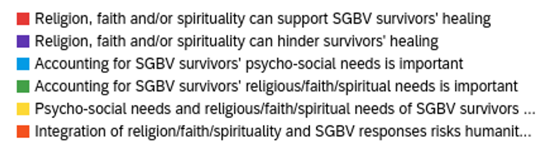 Religion, faith and/or spirituality can support SGBV survivors' healing
Religion, faith and/or spirituality can hinder survivors' healing
Accounting for SGBV survivors' psycho-social needs is important
Accounting for SGBV survivors' religious/faith/spiritual needs is important
Psycho-social needs and religious/faith/spiritual needs of SGBV survivors ...
Integration of religion/faith/spirituality and SGBV responses risks humanit...